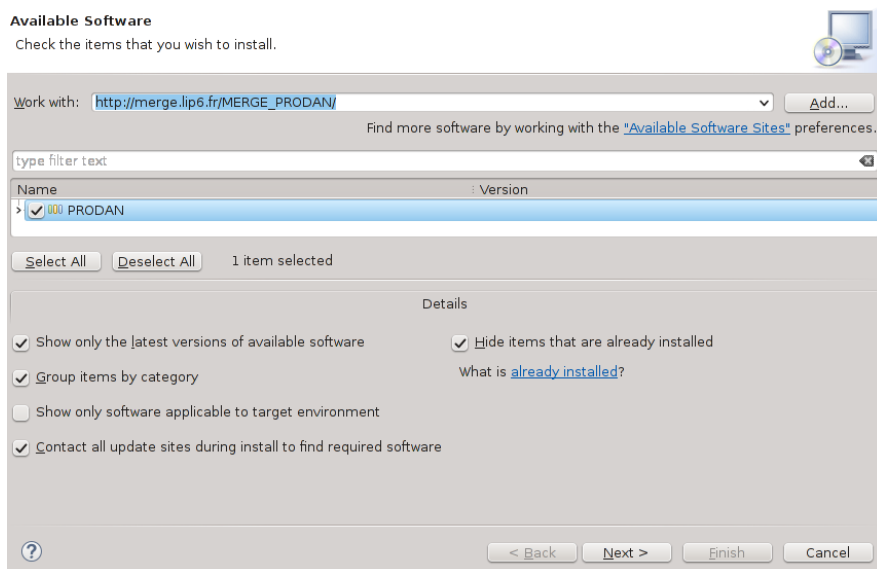 Available Software
Check the items that you wish to install.
Work with: http://merge.lip6.fr/MERGE_PRODAN/ Add...
Find more software by working with the "Available Software Sites" preferences.
type filter text
Name Version
PRODAN
Select All Deselect All 1 item selected
Details
Show only the latest versions of available software Hide items that are already installed
Group items by category What is already installed?
Show only software applicable to target environment
Contact all update sites during install to find required software
? < Back Next > Finish Cancel